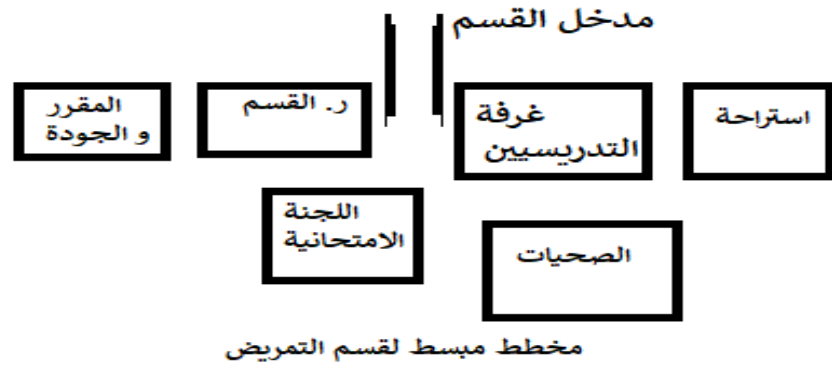 مدخل القسم
استراحة
غرفة
التدريسيين
ر. القسم
المقرر
و الجودة
اللجنة
الامتحانية
الصحيات
مخطط مبسط لقسم التمريض